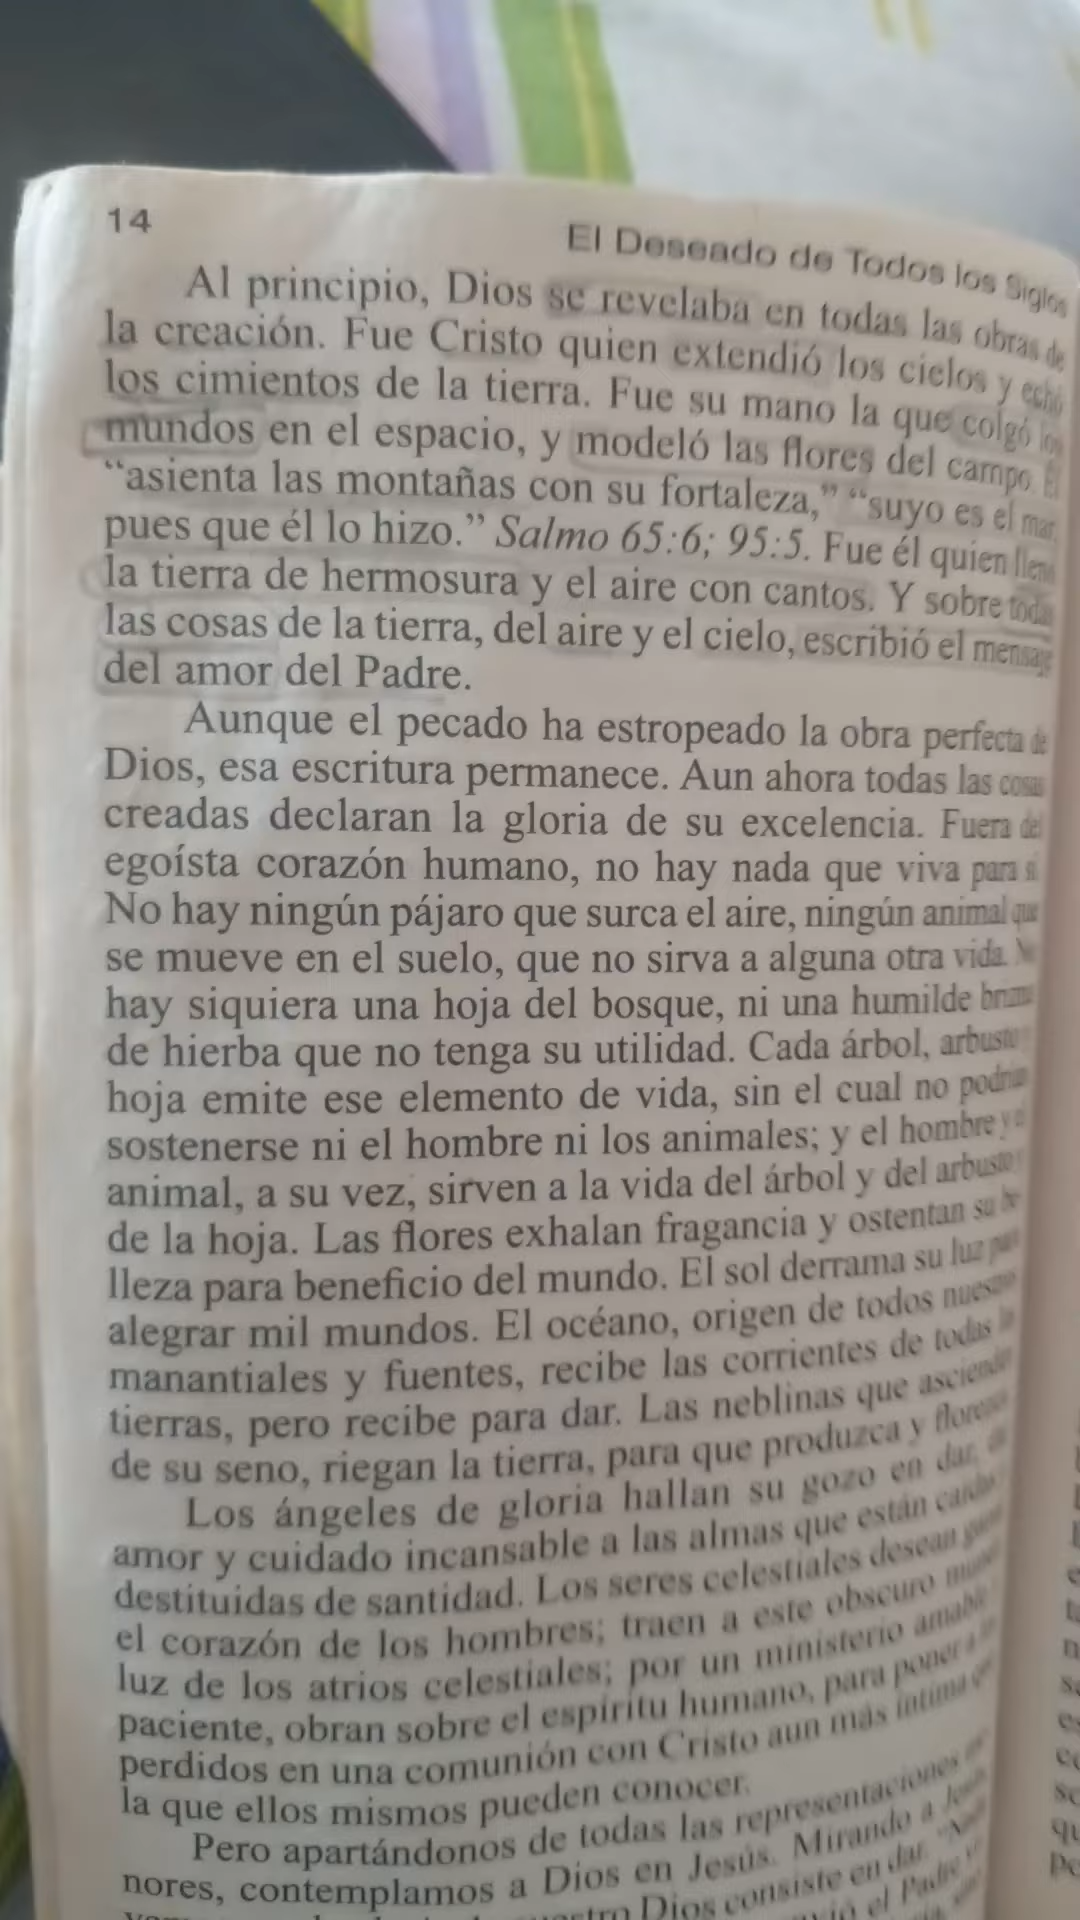 14
El Deseado de Todos los Siglos
Al principio, Dios se revelaba en todas las obras de
la creación. Fue Cristo quien extendió los cielos y echó
los cimientos de la tierra. Fue su mano la que colgó los
mundos en el espacio, y modeló las flores del campo. Él
“asienta las montañas con su fortaleza,” “suyo es el mar,
pues que él lo hizo.” Salmo 65:6; 95:5. Fue él quien llenó
la tierra de hermosura y el aire con cantos. Y sobre todas
las cosas de la tierra, del aire y el cielo, escribió el mensaje
del amor del Padre.
Aunque el pecado ha estropeado la obra perfecta de
Dios, esa escritura permanece. Aun ahora todas las cosas
creadas declaran la gloria de su excelencia. Fuera del
egoísta corazón humano, no hay nada que viva para sí.
No hay ningún pájaro que surca el aire, ningún animal que
se mueve en el suelo, que no sirva a alguna otra vida. No
hay siquiera una hoja del bosque, ni una humilde brizna
de hierba que no tenga su utilidad. Cada árbol, arbusto y
hoja emite ese elemento de vida, sin el cual no podrían
sostenerse ni el hombre ni los animales; y el hombre y el
animal, a su vez, sirven a la vida del árbol y del arbusto y
de la hoja. Las flores exhalan fragancia y ostentan su be-
lleza para beneficio del mundo. El sol derrama su luz para
alegrar mil mundos. El océano, origen de todos nuestros
manantiales y fuentes, recibe las corrientes de todas las
tierras, pero recibe para dar. Las neblinas que ascienden
de su seno, riegan la tierra, para que produzca y florezca.
Los ángeles de gloria hallan su gozo en dar,
amor y cuidado incansable a las almas que están caídas y
destituidas de santidad. Los seres celestiales desean
el corazón de los hombres; traen a este obscuro mundo
luz de los atrios celestiales; por un ministerio amable y
paciente, obran sobre el espíritu humano, para poner a los
perdidos en una comunión con Cristo aun más íntima que
la que ellos mismos pueden conocer.
Pero apartándonos de todas las representaciones
nores, contemplamos a Dios en Jesús. Mirando a Jesús
Dios consiste en dar.
el Padre